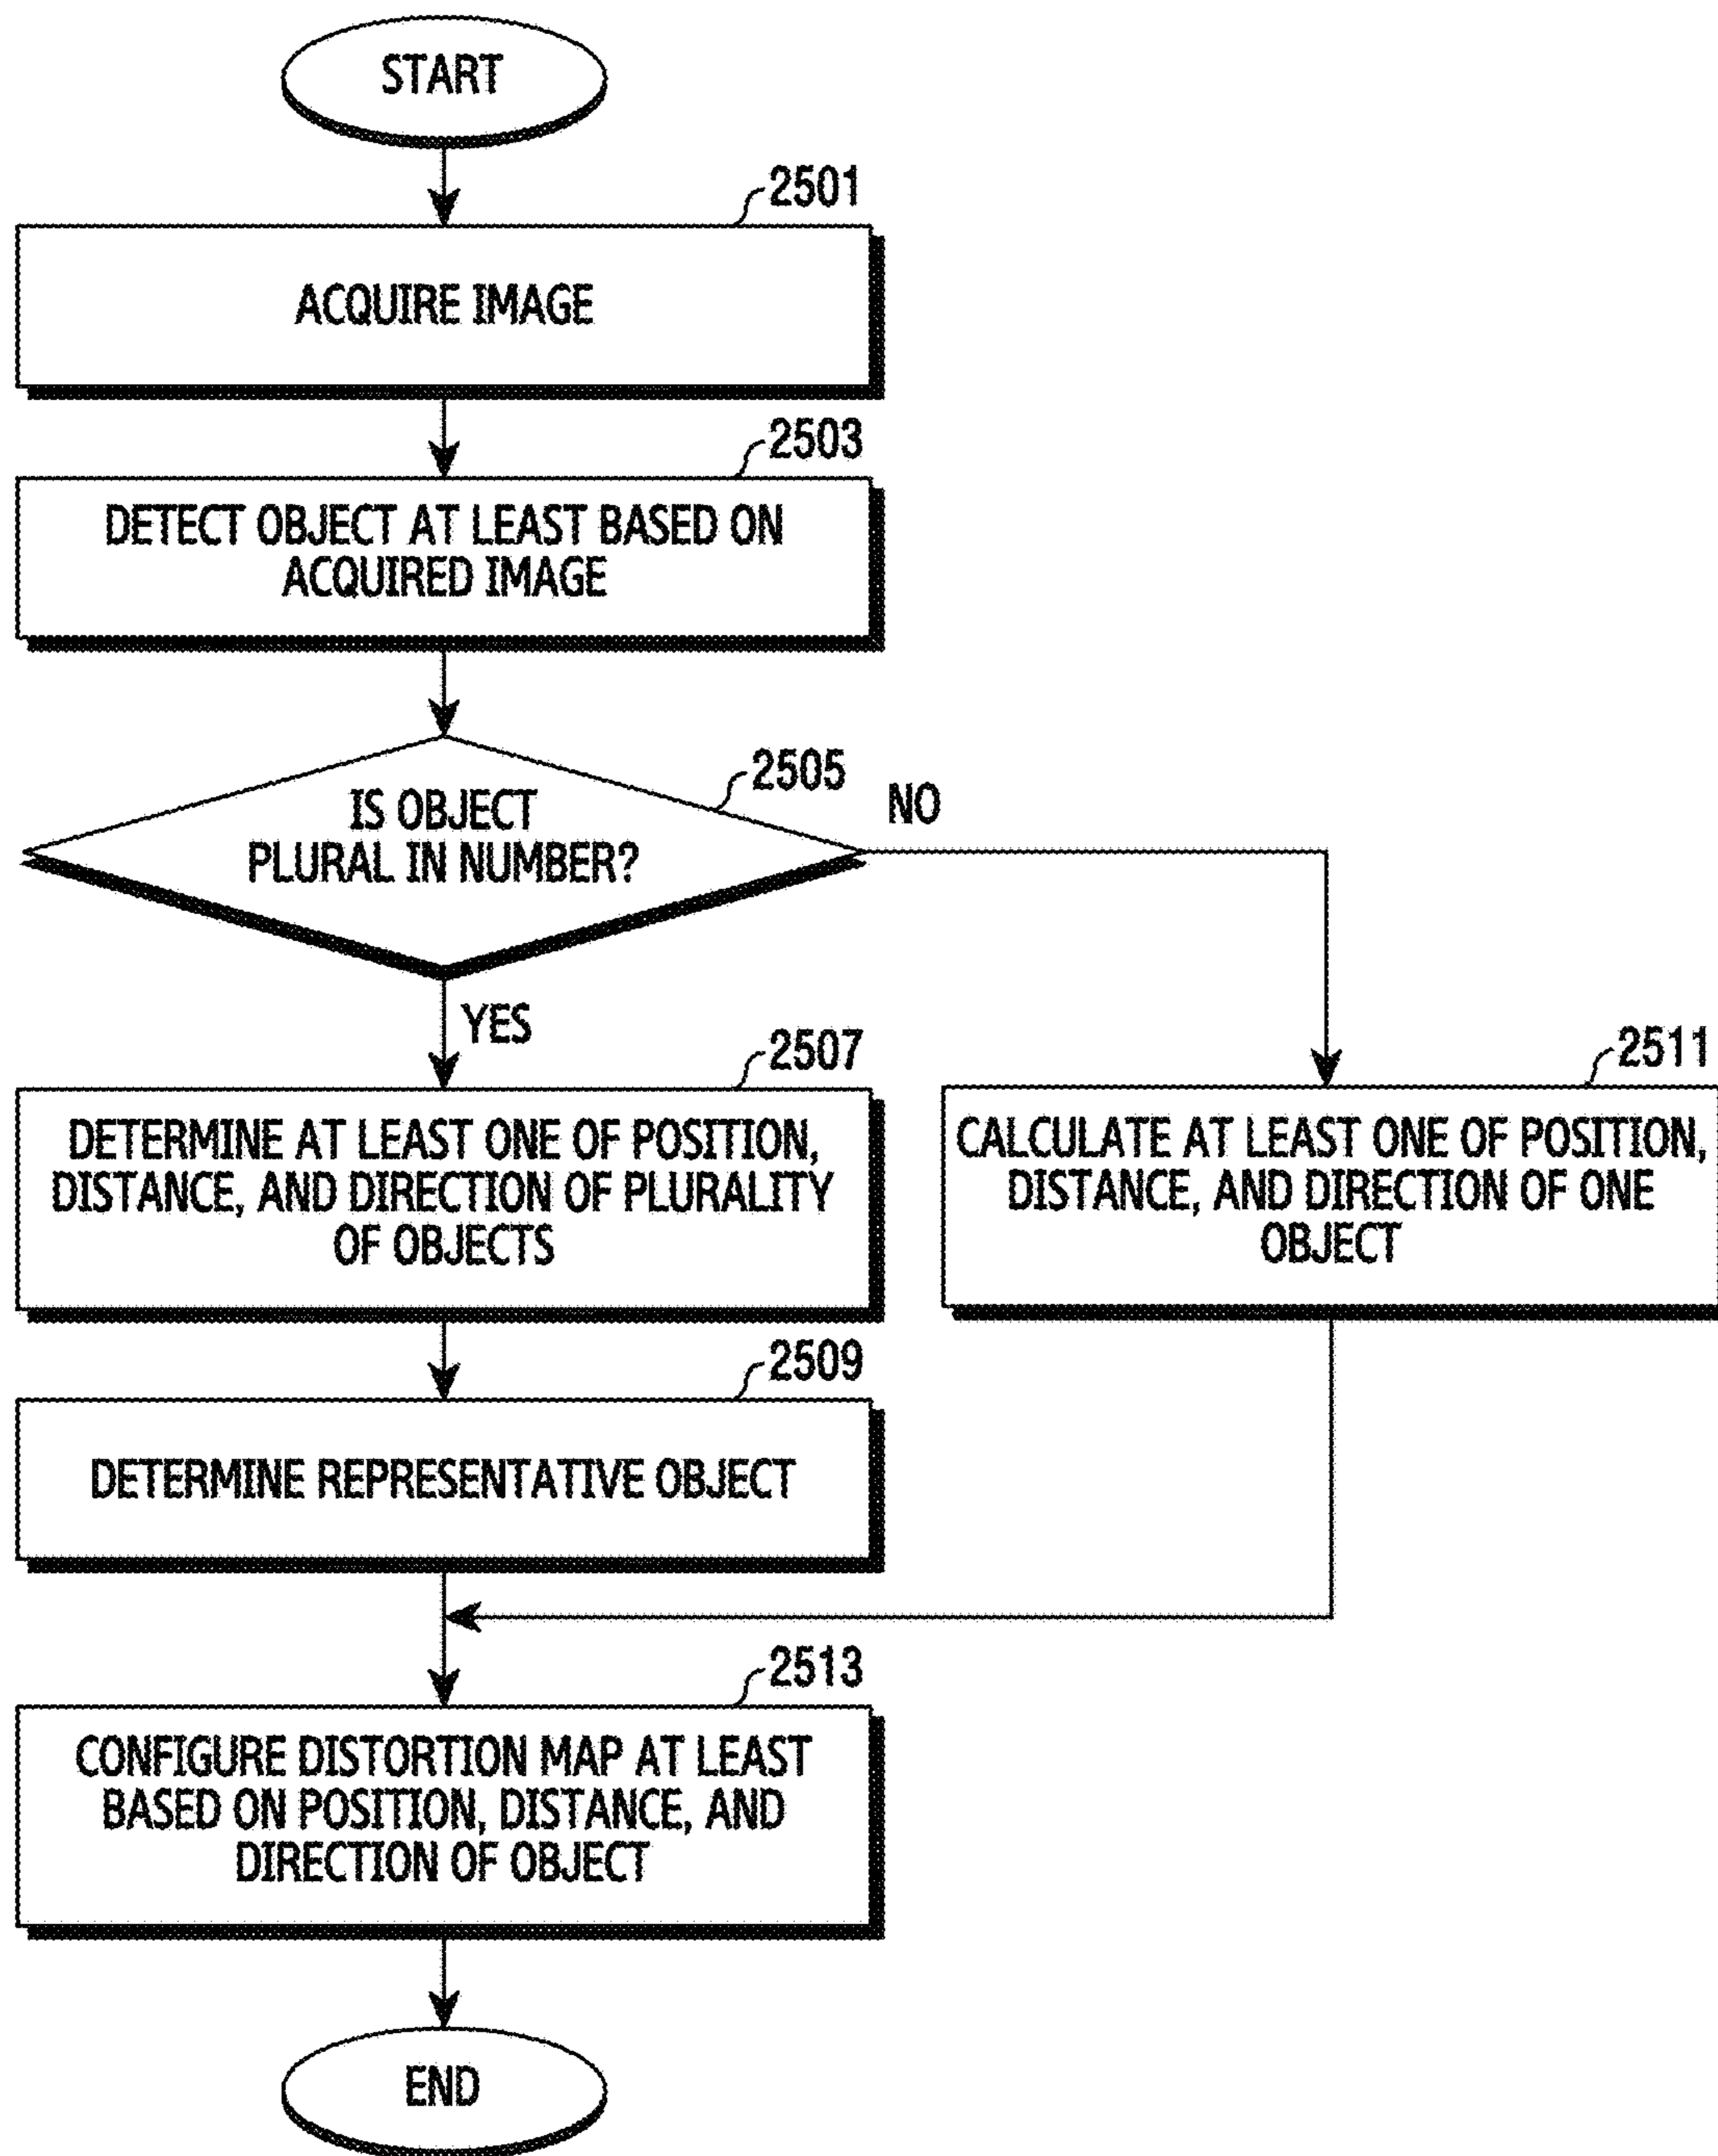 START
2501
ACQUIRE IMAGE
2503
DETECT OBJECT AT LEAST BASED ON
ACQUIRED IMAGE
2505
IS OBJECT
PLURAL IN NUMBER?
NO
YES
2507
DETERMINE AT LEAST ONE OF POSITION,
DISTANCE, AND DIRECTION OF PLURALITY
OF OBJECTS
2511
CALCULATE AT LEAST ONE OF POSITION,
DISTANCE, AND DIRECTION OF ONE
OBJECT
2509
DETERMINE REPRESENTATIVE OBJECT
2513
CONFIGURE DISTORTION MAP AT LEAST
BASED ON POSITION, DISTANCE, AND
DIRECTION OF OBJECT
END